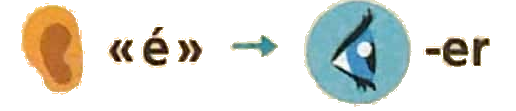 «é» → -er